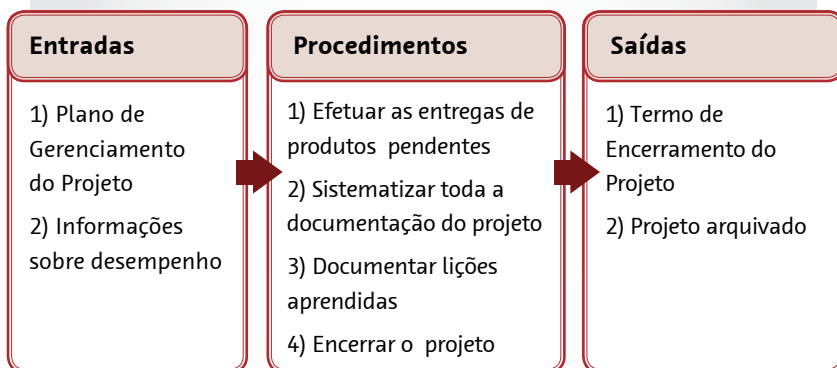 Entradas
1) Plano de
Gerenciamento
do Projeto
2) Informações
sobre desempenho
Procedimentos
1) Efetuar as entregas de
produtos pendentes
2) Sistematizar toda a
documentação do projeto
3) Documentar lições
aprendidas
4) Encerrar o projeto
Saídas
1) Termo de
Encerramento do
Projeto
2) Projeto arquivado